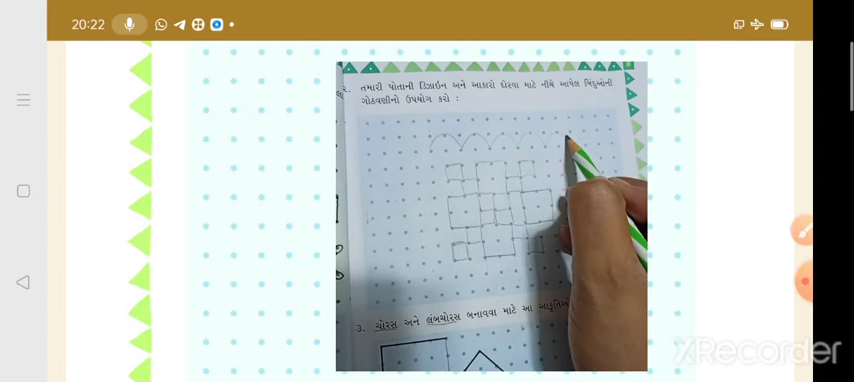 20:22
૨. તમારી પોતાની ડિઝાઇન અને આકારો દોરવા માટે નીચે આપેલ બિંદુઓની
ગોઠવણીનો ઉપયોગ કરો :
૩. ચોરસ અને લંબચોરસ બનાવવા માટે આ
XRecorder